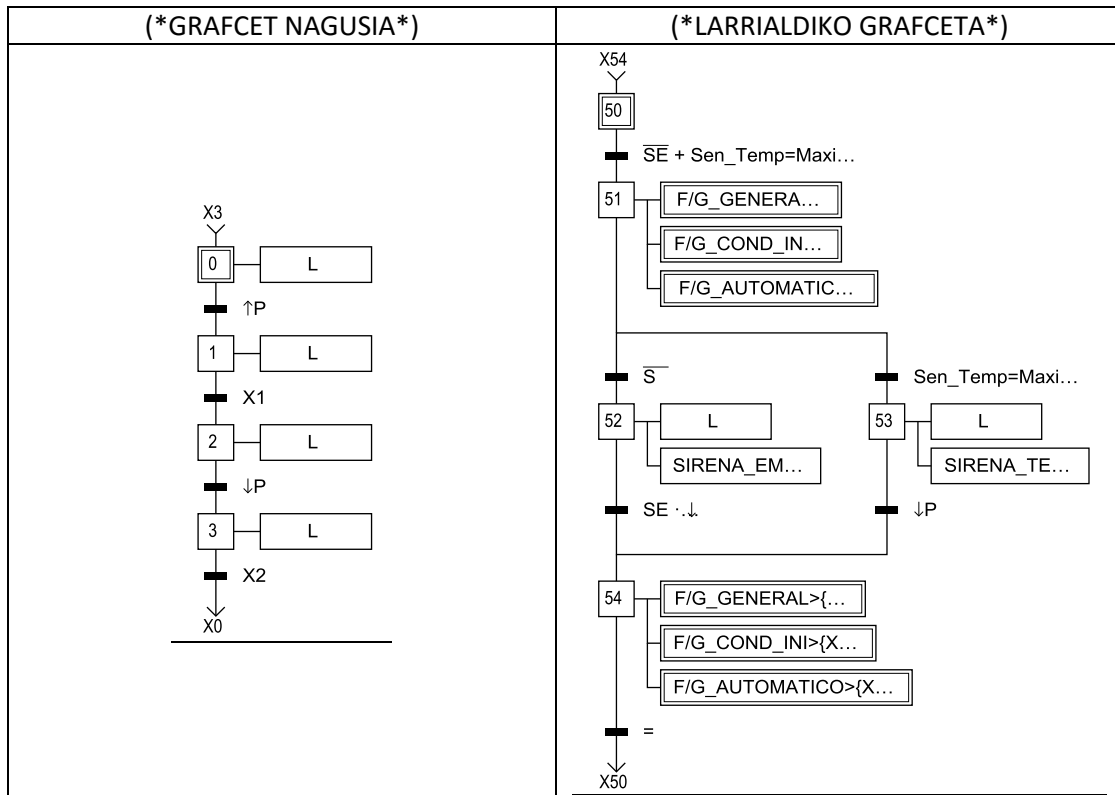 (*GRAFCET NAGUSIA*)
X3
0
L
↑P
1
L
X1
2
L
↓P
3
L
X2
X0
(*LARRIALDIKO GRAFCETA*)
X54
50
S̅E̅ + Sen_Temp=Maxi…
51
F/G_GENERA…
F/G_COND_IN…
F/G_AUTOMATIC…
S̅
Sen_Temp=Maxi…
52
L
53
L
SIRENA_EM…
SIRENA_TE…
SE ·.↓.
↓P
54
F/G_GENERAL>{…
F/G_COND_INI>{X…
F/G_AUTOMATICO>{X…
=
X50